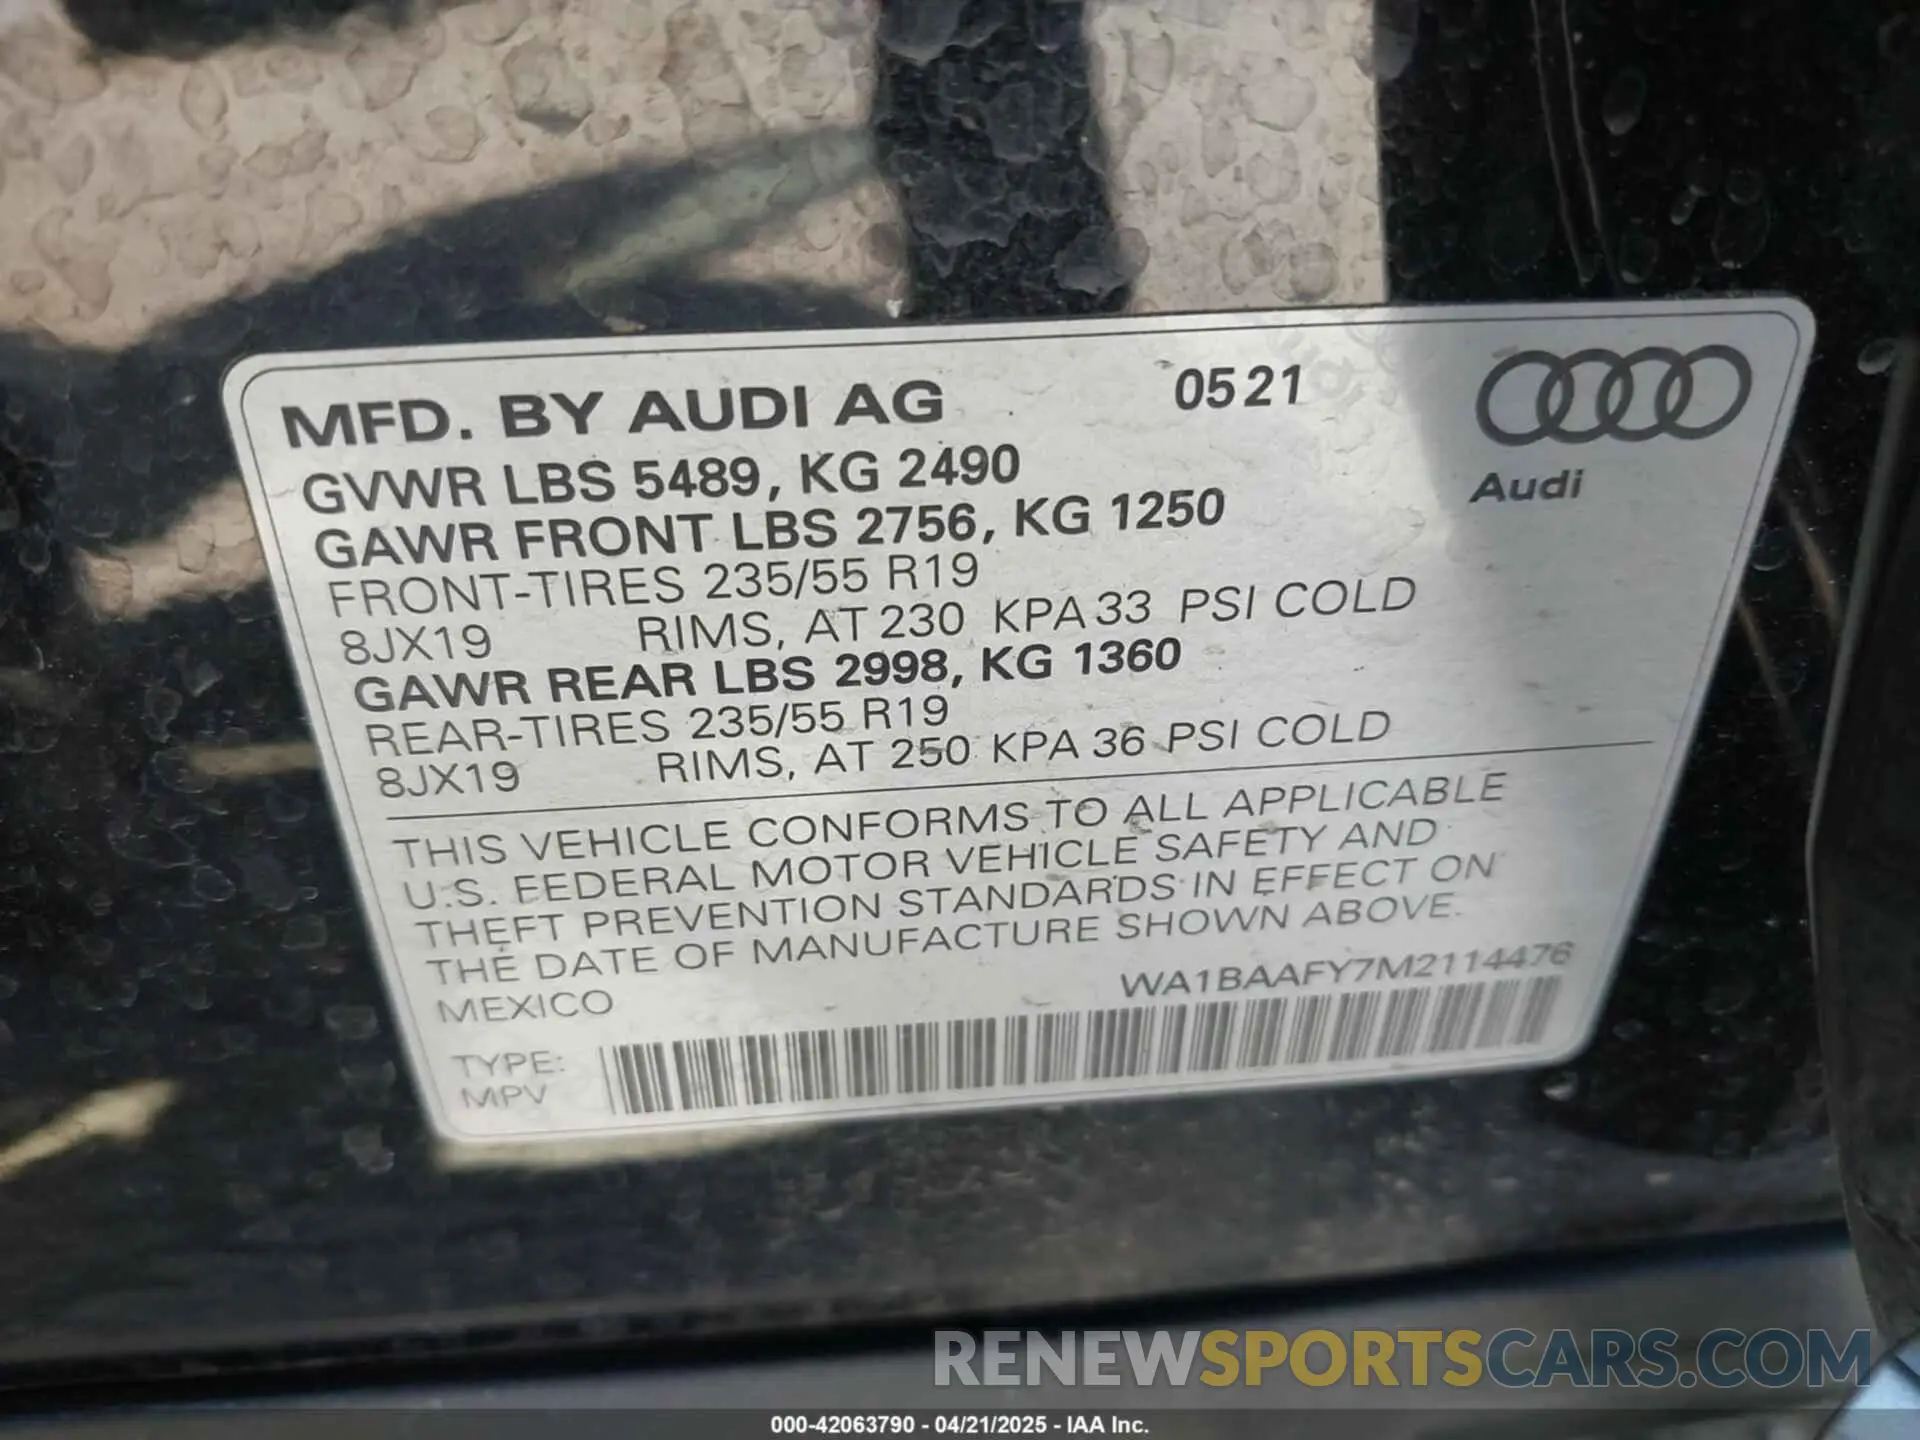 MFD. BY AUDI AG 0521
Audi
GVWR LBS 5489, KG 2490
GAWR FRONT LBS 2756, KG 1250
FRONT-TIRES 235/55 R19
8JX19 RIMS, AT 230 KPA 33 PSI COLD
GAWR REAR LBS 2998, KG 1360
REAR-TIRES 235/55 R19
8JX19 RIMS, AT 250 KPA 36 PSI COLD
THIS VEHICLE CONFORMS TO ALL APPLICABLE
U.S. FEDERAL MOTOR VEHICLE SAFETY AND
THEFT PREVENTION STANDARDS IN EFFECT ON
THE DATE OF MANUFACTURE SHOWN ABOVE.
MEXICO WA1BAAFY7M2114476
TYPE:
MPV
RENEWSPORTSCARS.COM
000-42063790 - 04/21/2025 - IAA Inc.